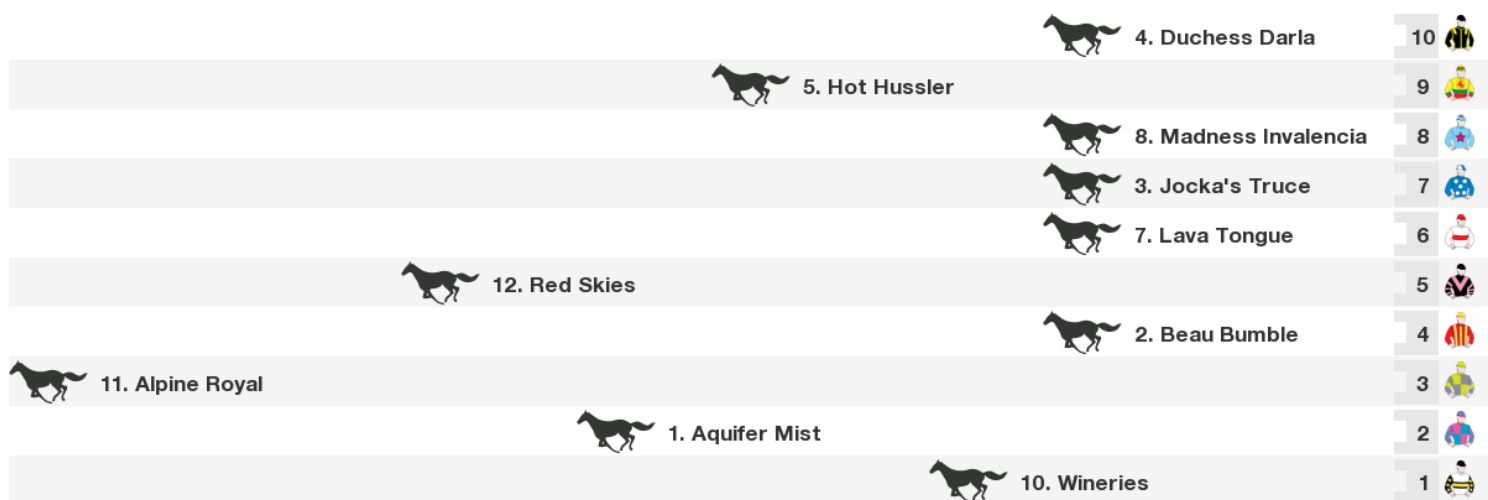 4. Duchess Darla 10
5. Hot Hussler 9
8. Madness Invalencia 8
3. Jocka's Truce 7
7. Lava Tongue 6
12. Red Skies 5
2. Beau Bumble 4
11. Alpine Royal 3
1. Aquifer Mist 2
10. Wineries 1